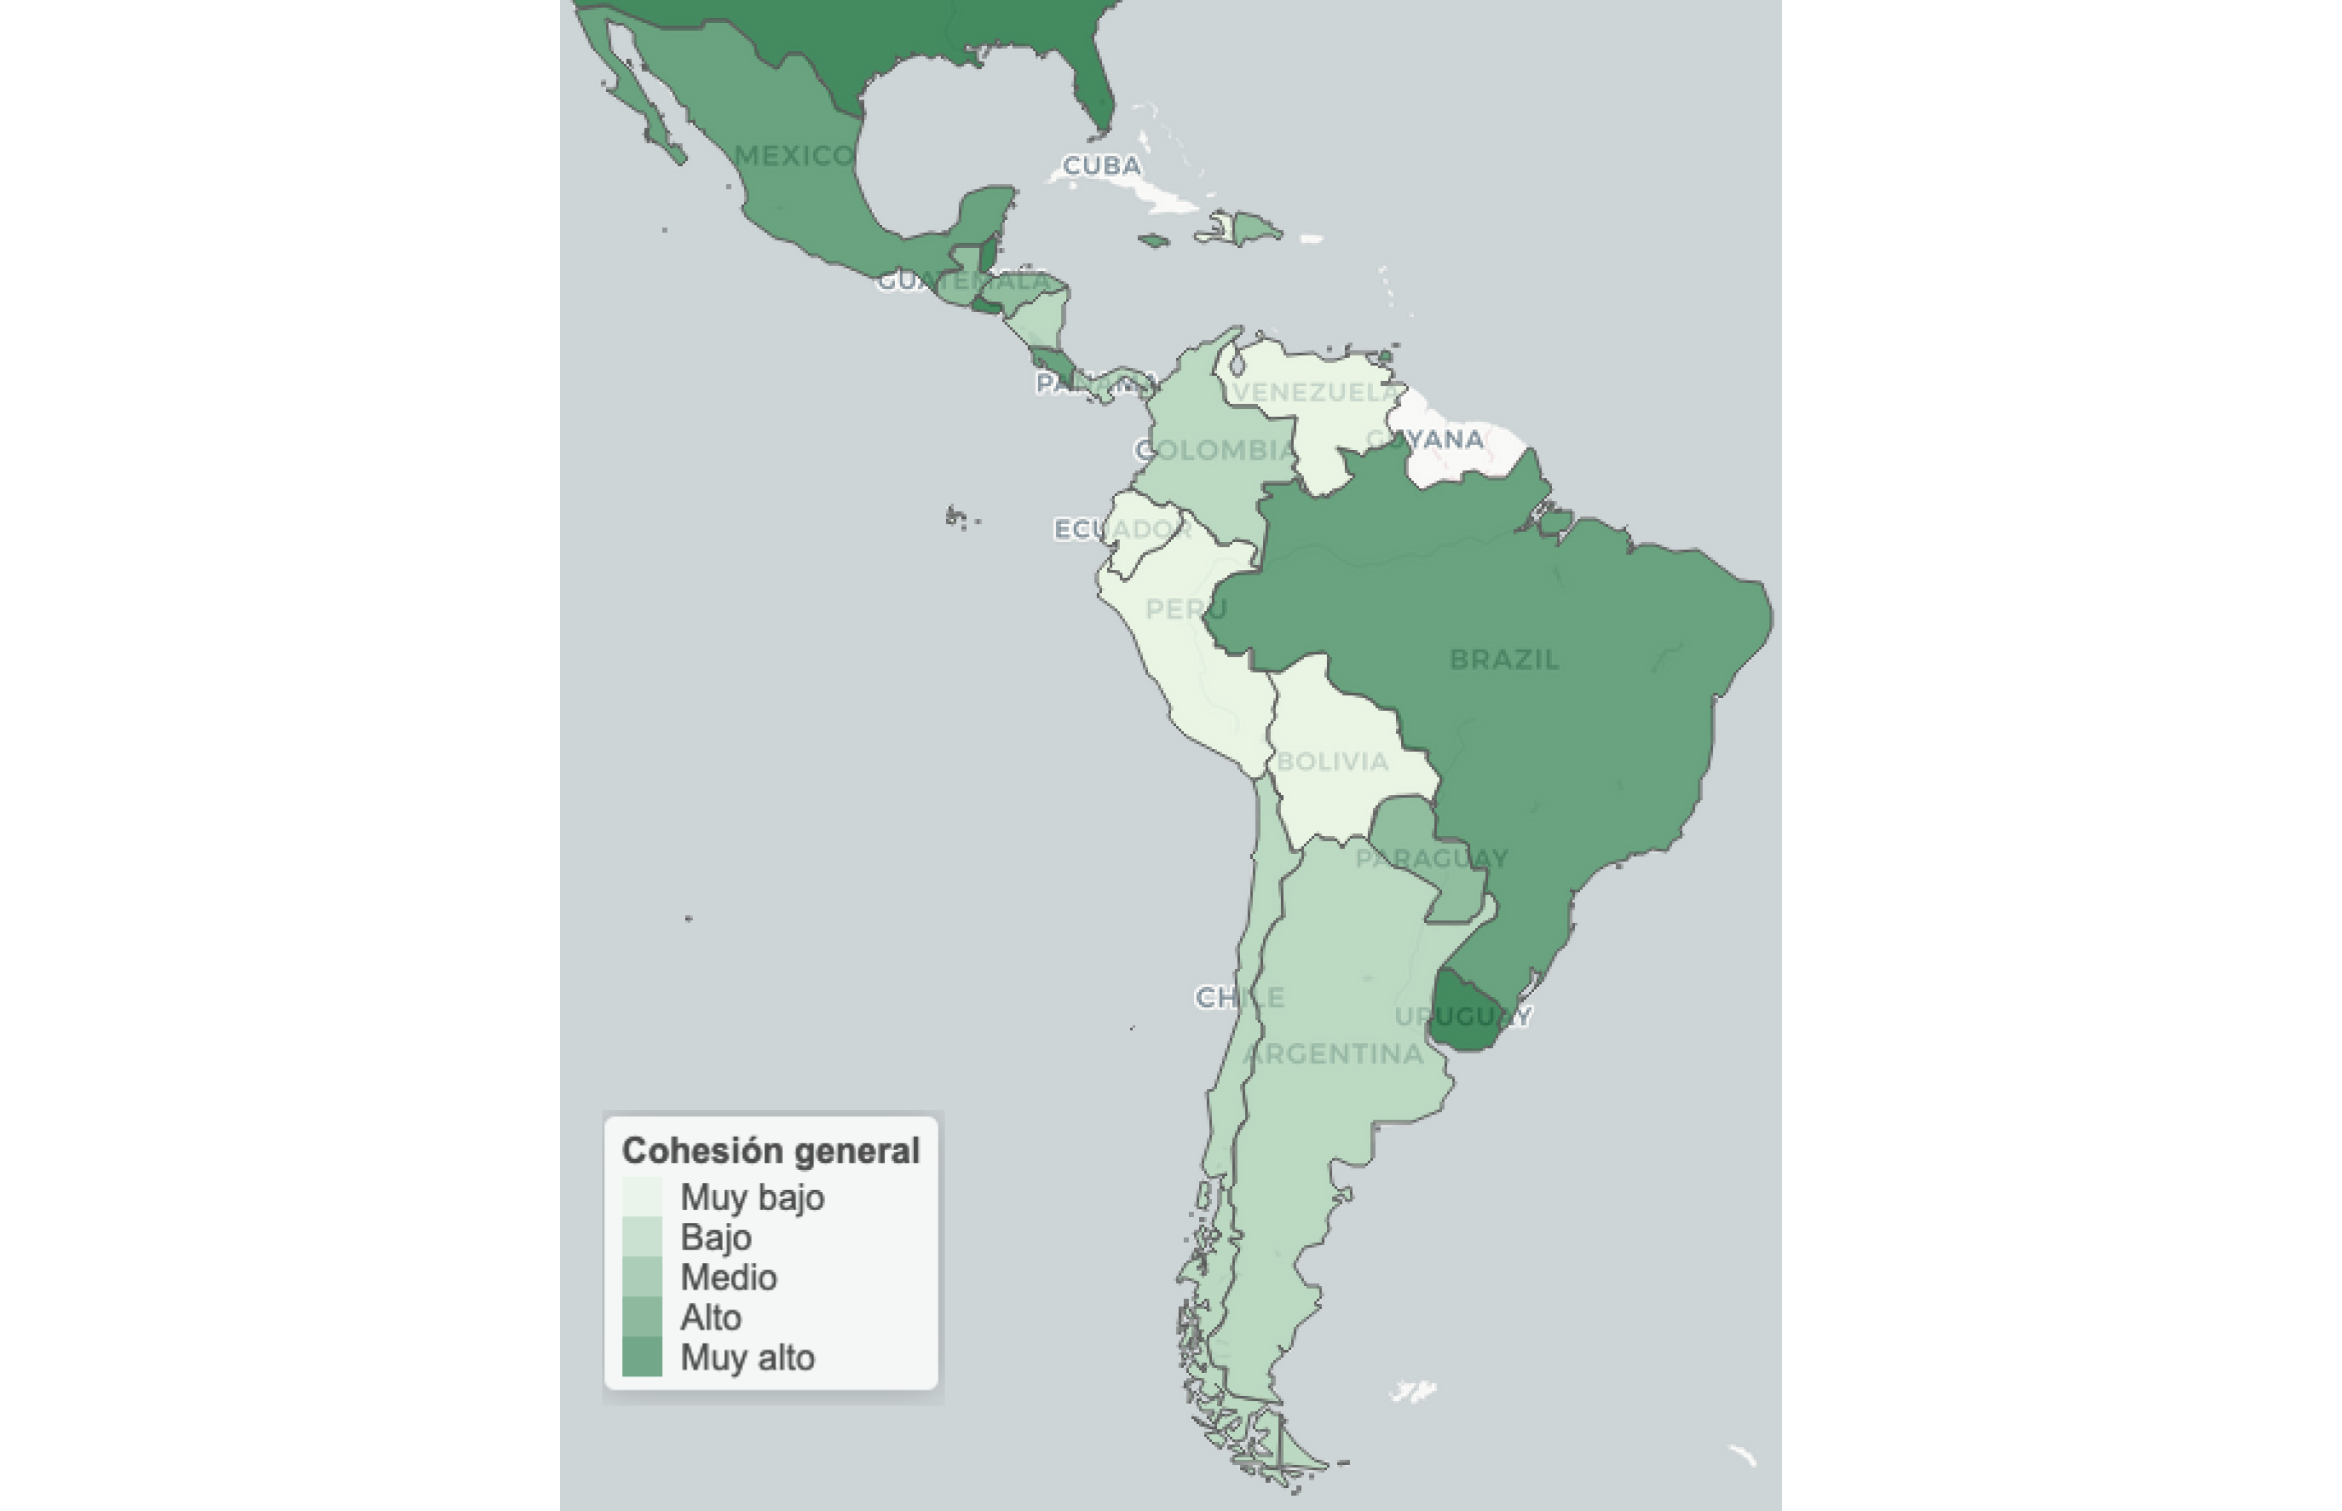 MEXICO
CUBA
GUATEMALA
PANAMA
VENEZUELA
GUYANA
COLOMBIA
ECUADOR
PERU
BRAZIL
BOLIVIA
PARAGUAY
CHILE
URUGUAY
ARGENTINA
Cohesión general
Muy bajo
Bajo
Medio
Alto
Muy alto